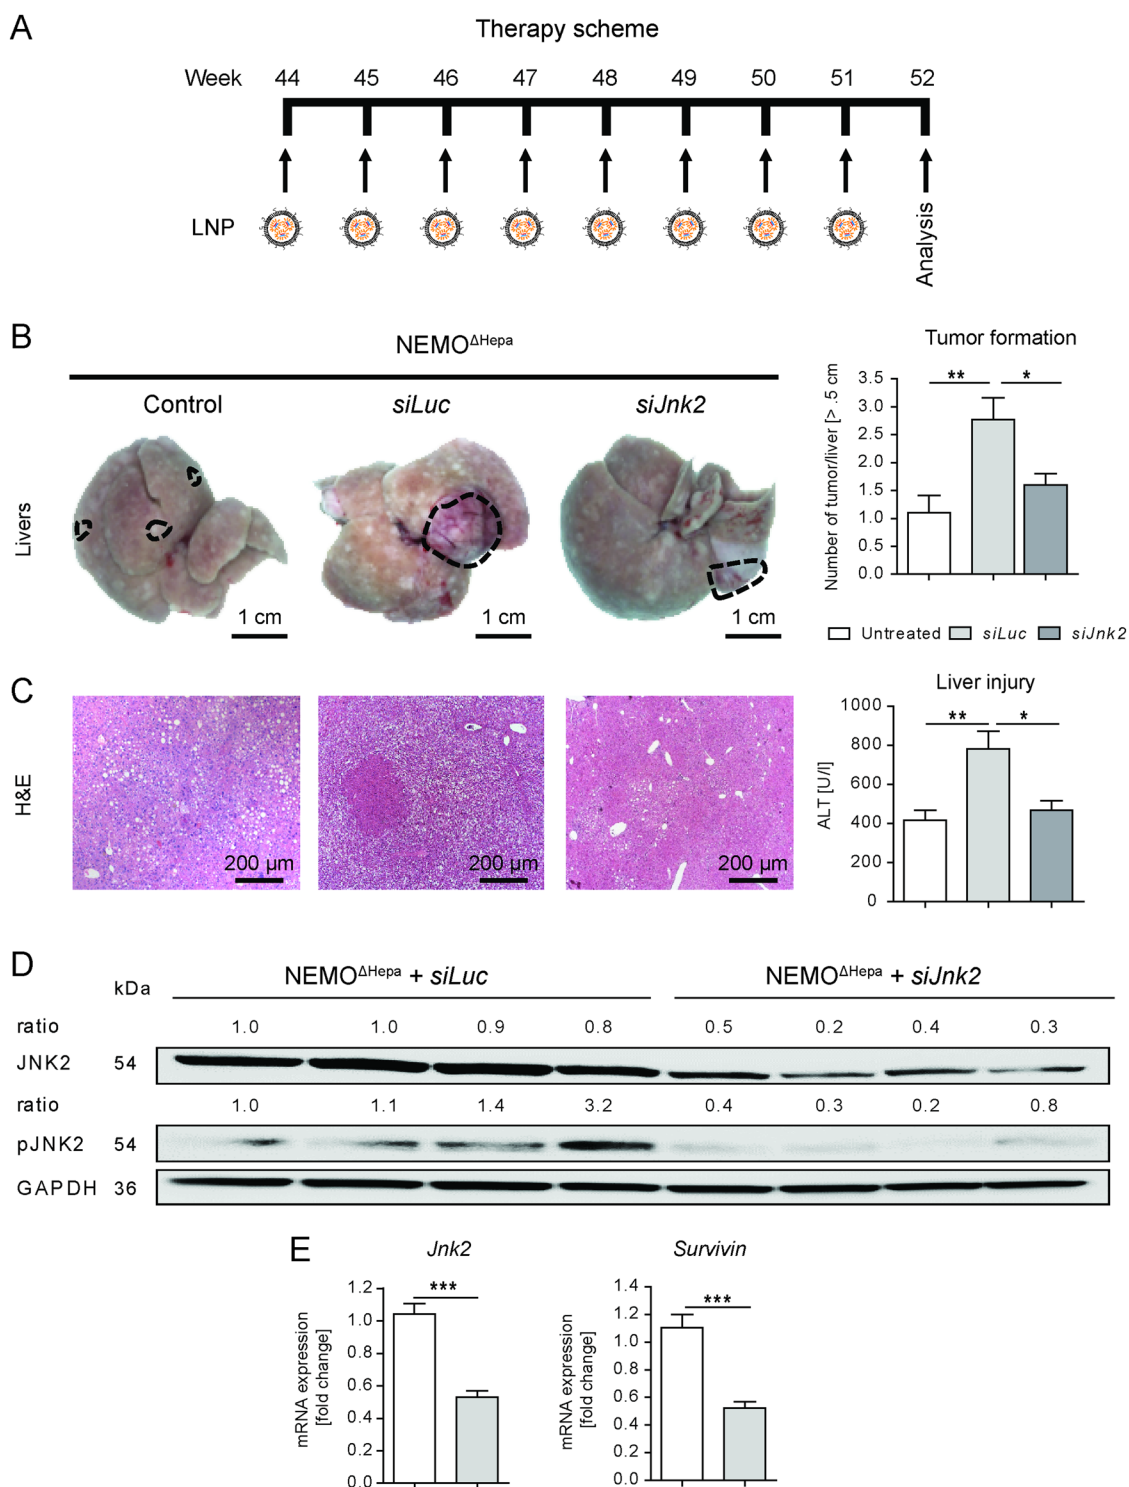 A
Therapy scheme
Week 44 45 46 47 48 49 50 51 52
LNP
Analysis
B
NEMOΔHepa
Control siLuc siJnk2
Livers
1 cm 1 cm 1 cm
Tumor formation
Number of tumor/liver [> .5 cm
3.5
3.0
2.5
2.0
1.5
1.0
0.5
0.0
** *
Untreated siLuc siJnk2
C
H&E
200 µm 200 µm 200 µm
Liver injury
ALT [U/l]
1000
800
600
400
200
0
** *
D
kDa
NEMOΔHepa + siLuc NEMOΔHepa + siJnk2
ratio 1.0 1.0 0.9 0.8 0.5 0.2 0.4 0.3
JNK2 54
ratio 1.0 1.1 1.4 3.2 0.4 0.3 0.2 0.8
pJNK2 54
GAPDH 36
E
Jnk2
mRNA expression
[fold change]
1.2
1.0
0.8
0.6
0.4
0.2
0.0
***
Survivin
mRNA expression
[fold change]
1.4
1.2
1.0
0.8
0.6
0.4
0.2
0.0
***